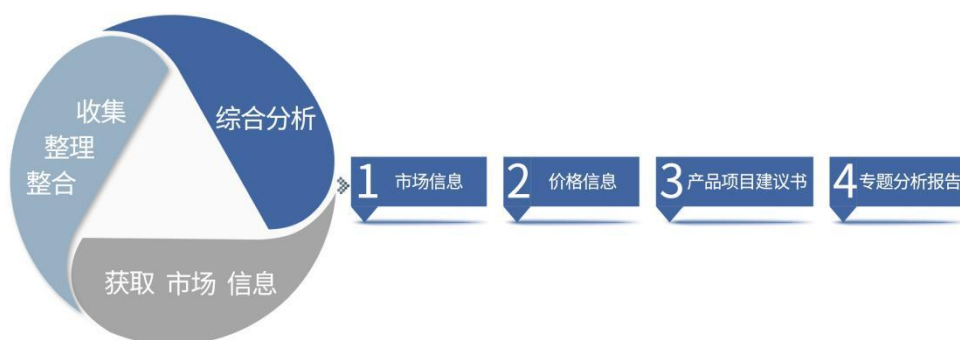 收集
整理
整合
综合分析
获取 市场 信息
1 市场信息
2 价格信息
3 产品项目建议书
4 专题分析报告